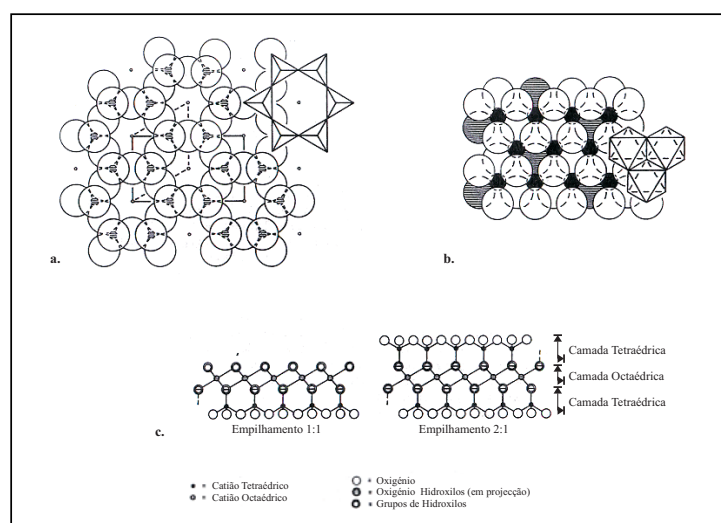 a.
b.
Camada Tetraédrica
Camada Octaédrica
Camada Tetraédrica
c.
Empilhamento 1:1
Empilhamento 2:1
Catião Tetraédrico
Catião Octaédrico
Oxigénio
Oxigénio Hidroxilos (em projecção)
Grupos de Hidroxilos